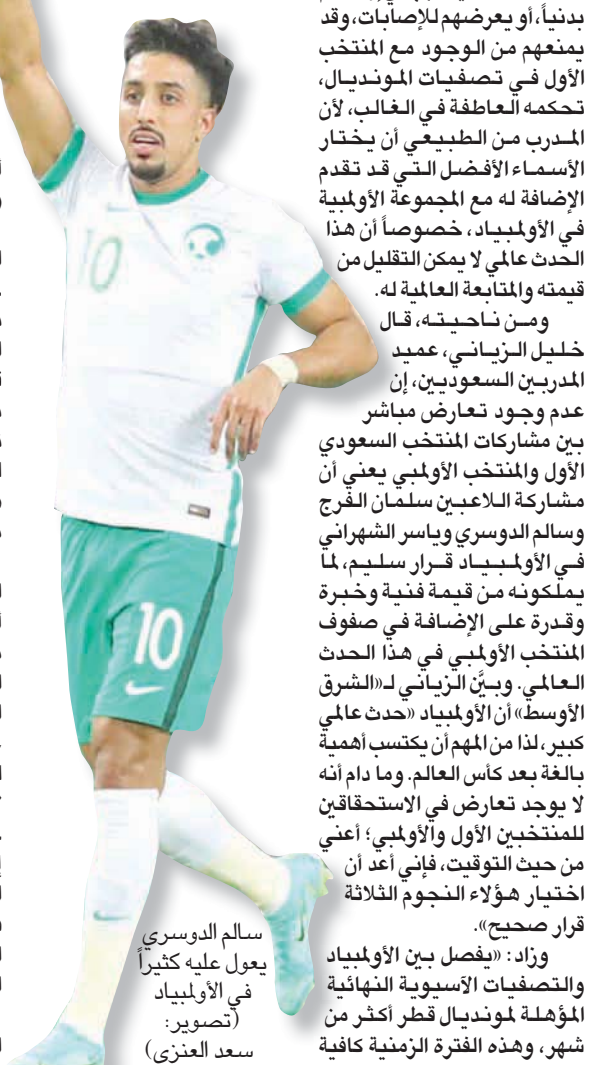 بدنياً، أو يعرضهم للإصابات، وقد
يمنعهم من الوجود مع المنتخب
الأول في تصفيات المونديال،
تحكمه العاطفة في الغالب، لأن
المدرب من الطبيعي أن يختار
الأسماء الأفضل التي قد تقدم
الإضافة له مع المجموعة الأولمبية
في الأولمبياد، خصوصاً أن هذا
الحدث عالمي لا يمكن التقليل من
قيمته والمتابعة العالمية له.
ومن ناحيته، قال
خليل الزياني، عميد
المدربين السعوديين، إن
عدم وجود تعارض مباشر
بين مشاركات المنتخب السعودي
الأول والمنتخب الأولمبي يعني أن
مشاركة اللاعبين سلمان الفرج
وسالم الدوسري وياسر الشهراني
في الأولمبياد قرار سليم، لما
يملكونه من قيمة فنية وخبرة
وقدرة على الإضافة في صفوف
المنتخب الأولمبي في هذا الحدث
العالمي. وبيَّن الزياني لـ«الشرق
الأوسط» أن الأولمبياد «حدث عالمي
كبير، لذا من المهم أن يكتسب أهمية
بالغة بعد كأس العالم. وما دام أنه
لا يوجد تعارض في الاستحقاقين
للمنتخبين الأول والأولمبي؛ أعني
من حيث التوقيت، فإني أعد أن
اختيار هؤلاء النجوم الثلاثة
قرار صحيح».
وزاد: «يفصل بين الأولمبياد
والتصفيات الآسيوية النهائية
المؤهلة لمونديال قطر أكثر من
شهر، وهذه الفترة الزمنية كافية
10
10
سالم الدوسري
يعول عليه كثيراً
في الأولمبياد
(تصوير:
سعد العنزي)